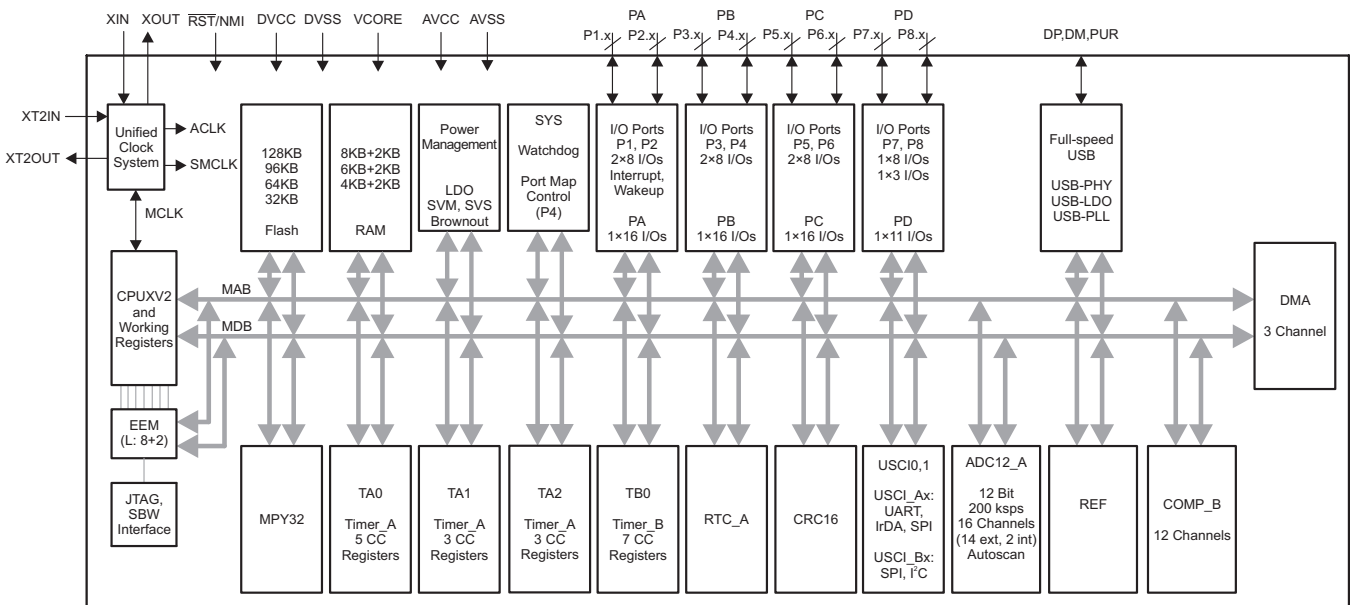 XIN
XOUT
RST/NMI
DVCC
DVSS
VCORE
AVCC
AVSS
PA
P1.x
P2.x
PB
P3.x
P4.x
PC
P5.x
P6.x
PD
P7.x
P8.x
DP,DM,PUR
XT2IN
XT2OUT
Unified
Clock
System
ACLK
SMCLK
MCLK
128KB
96KB
64KB
32KB
Flash
8KB+2KB
6KB+2KB
4KB+2KB
RAM
Power
Management
LDO
SVM, SVS
Brownout
SYS
Watchdog
Port Map
Control
(P4)
I/O Ports
P1, P2
2×8 I/Os
Interrupt,
Wakeup
PA
1×16 I/Os
I/O Ports
P3, P4
2×8 I/Os
PB
1×16 I/Os
I/O Ports
P5, P6
2×8 I/Os
PC
1×16 I/Os
I/O Ports
P7, P8
1×8 I/Os
1×3 I/Os
PD
1×11 I/Os
Full-speed
USB
USB-PHY
USB-LDO
USB-PLL
CPUXV2
and
Working
Registers
MAB
MDB
DMA
3 Channel
EEM
(L: 8+2)
JTAG,
SBW
Interface
MPY32
TA0
Timer_A
5 CC
Registers
TA1
Timer_A
3 CC
Registers
TA2
Timer_A
3 CC
Registers
TB0
Timer_B
7 CC
Registers
RTC_A
CRC16
USCI0,1
USCI_Ax:
UART,
IrDA, SPI
USCI_Bx:
SPI, I²C
ADC12_A
12 Bit
200 ksps
16 Channels
(14 ext, 2 int)
Autoscan
REF
COMP_B
12 Channels